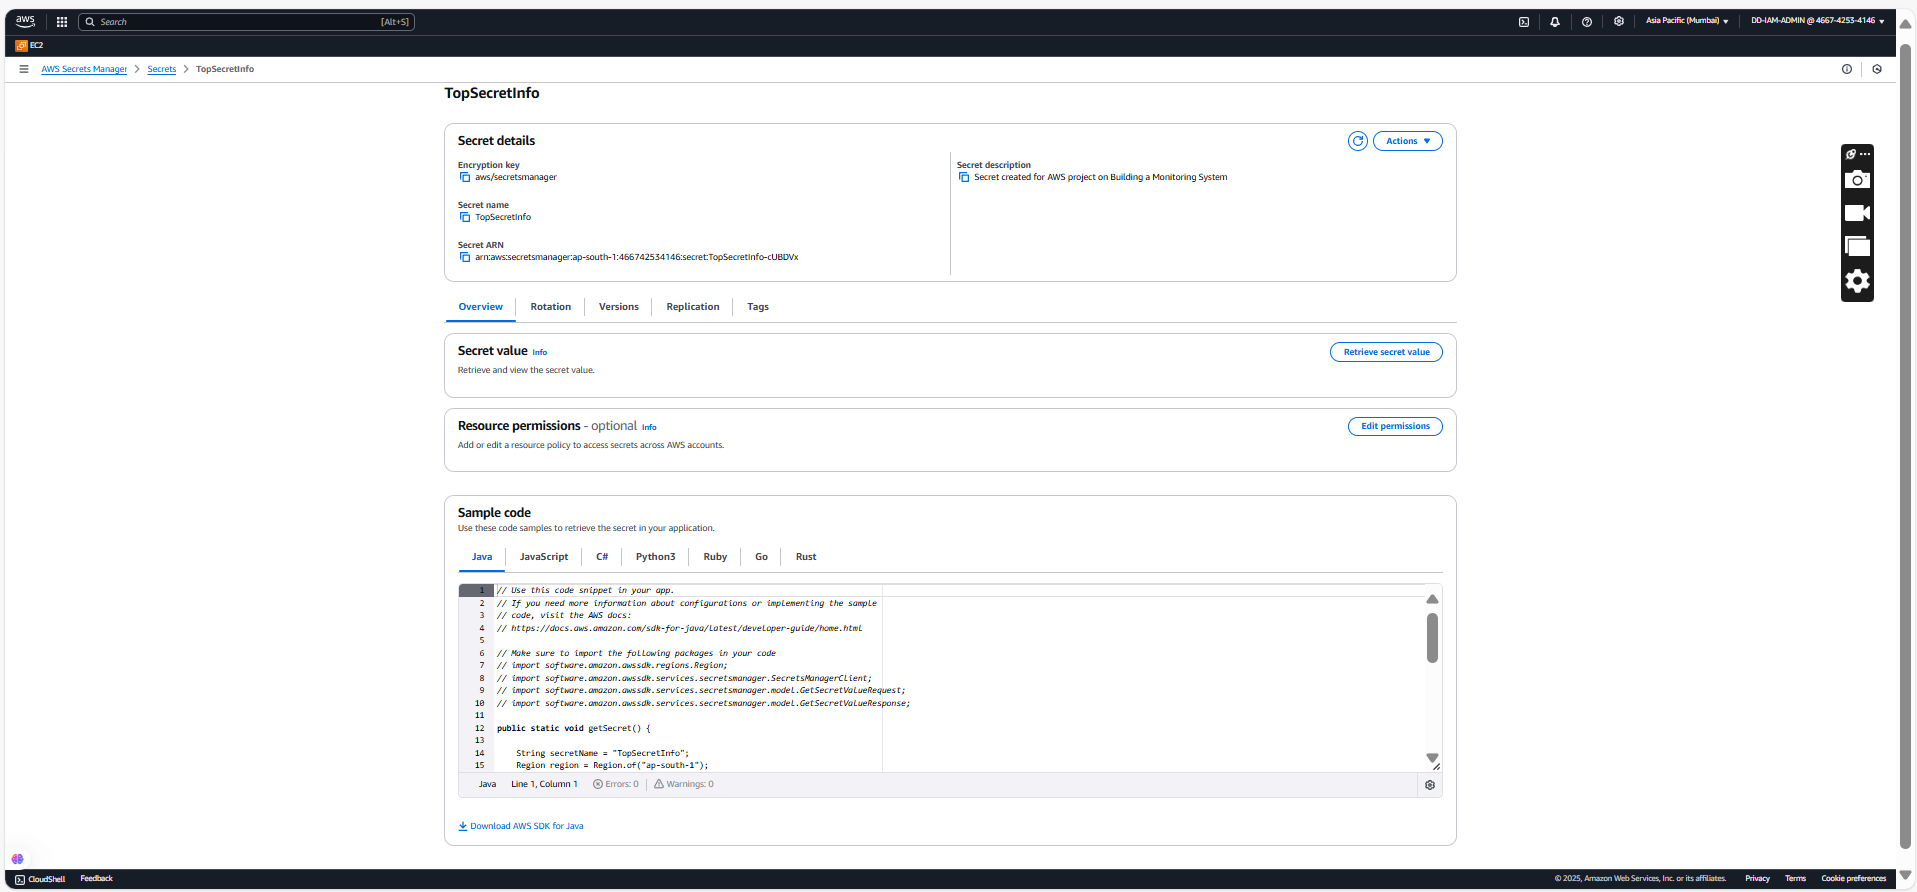 aws
Search [Alt+S]
Asia Pacific (Mumbai) ▼
DD-IAM-ADMIN @ 4667-4253-4146 ▼
EC2
AWS Secrets Manager > Secrets > TopSecretInfo
TopSecretInfo
Secret details
Actions ▼
Encryption key
aws/secretsmanager
Secret description
Secret created for AWS project on Building a Monitoring System
Secret name
TopSecretInfo
Secret ARN
arn:aws:secretsmanager:ap-south-1:466742534146:secret:TopSecretInfo-cUBDVx
Overview Rotation Versions Replication Tags
Secret value Info
Retrieve secret value
Retrieve and view the secret value.
Resource permissions - optional Info
Edit permissions
Add or edit a resource policy to access secrets across AWS accounts.
Sample code
Use these code samples to retrieve the secret in your application.
Java JavaScript C# Python3 Ruby Go Rust
1 // Use this code snippet in your app.
2 // If you need more information about configurations or implementing the sample
3 // code, visit the AWS docs:
4 // https://docs.aws.amazon.com/sdk-for-java/latest/developer-guide/home.html
5
6 // Make sure to import the following packages in your code
7 // import software.amazon.awssdk.regions.Region;
8 // import software.amazon.awssdk.services.secretsmanager.SecretsManagerClient;
9 // import software.amazon.awssdk.services.secretsmanager.model.GetSecretValueRequest;
10 // import software.amazon.awssdk.services.secretsmanager.model.GetSecretValueResponse;
11
12 public static void getSecret() {
13
14 String secretName = "TopSecretInfo";
15 Region region = Region.of("ap-south-1");
Java Line 1, Column 1 Errors: 0 Warnings: 0
Download AWS SDK for Java
CloudShell Feedback
© 2025, Amazon Web Services, Inc. or its affiliates. Privacy Terms Cookie preferences